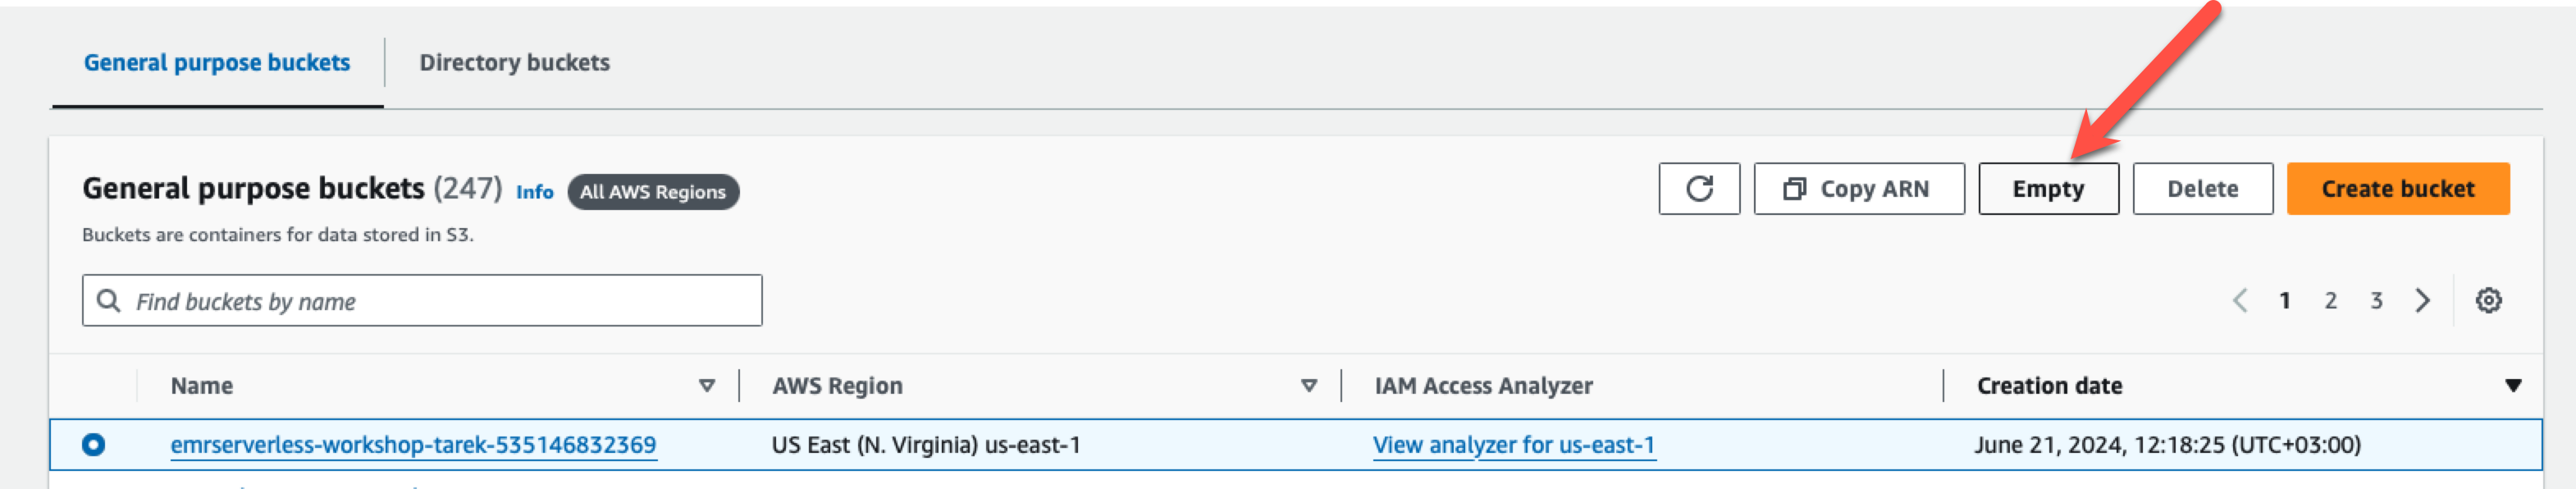 General purpose buckets
Directory buckets
General purpose buckets (247) Info All AWS Regions
Copy ARN
Empty
Delete
Create bucket
Buckets are containers for data stored in S3.
Find buckets by name
1 2 3
Name
AWS Region
IAM Access Analyzer
Creation date
emrserverless-workshop-tarek-535146832369
US East (N. Virginia) us-east-1
View analyzer for us-east-1
June 21, 2024, 12:18:25 (UTC+03:00)